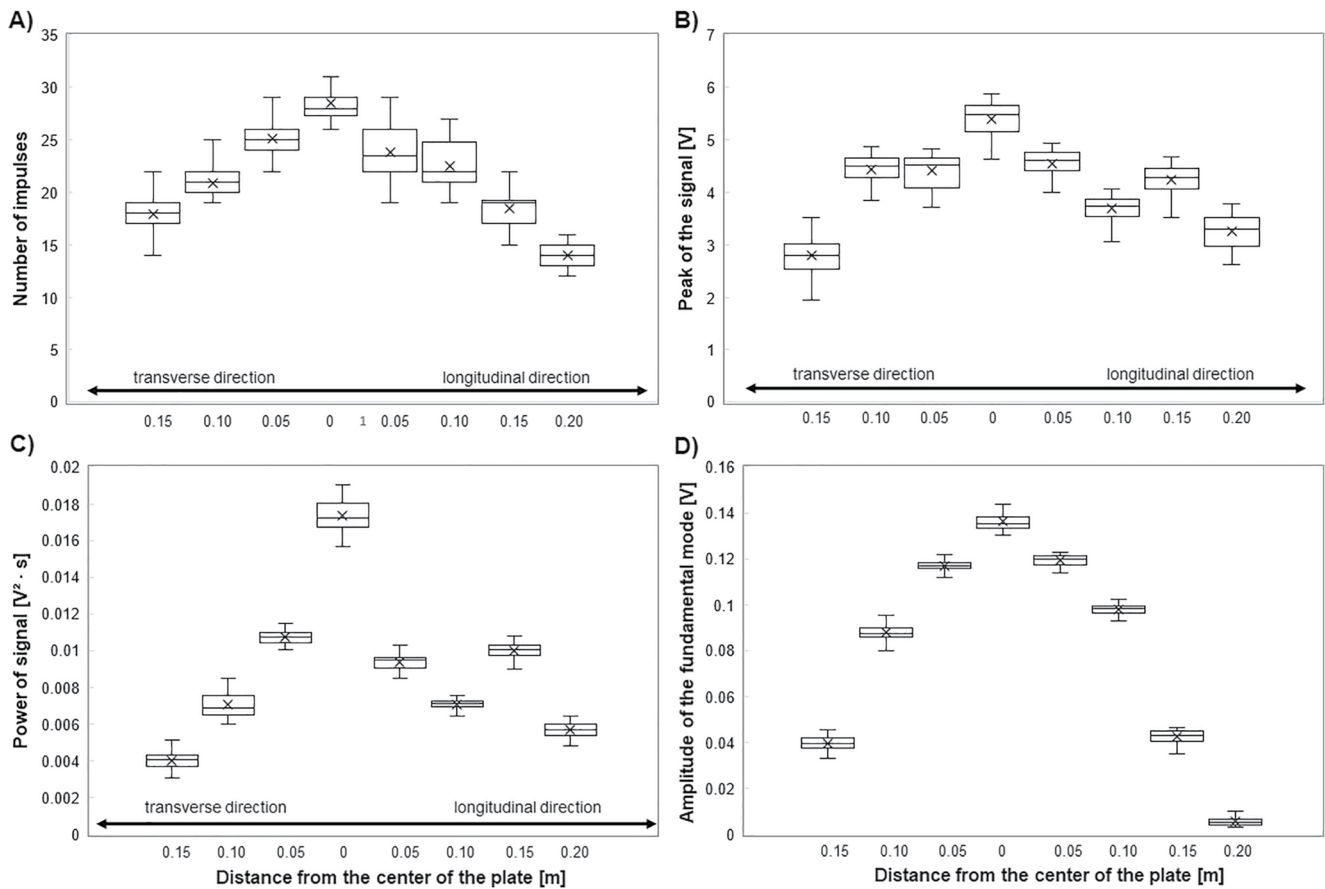 A)
Number of impulses
35
30
25
20
15
10
5
0
transverse direction
longitudinal direction
0.15 0.10 0.05 0 1 0.05 0.10 0.15 0.20
B)
Peak of the signal [V]
7
6
5
4
3
2
1
0
transverse direction
longitudinal direction
0.15 0.10 0.05 0 0.05 0.10 0.15 0.20
C)
Power of signal [V² · s]
0.02
0.018
0.016
0.014
0.012
0.01
0.008
0.006
0.004
0.002
0
transverse direction
longitudinal direction
0.15 0.10 0.05 0 0.05 0.10 0.15 0.20
Distance from the center of the plate [m]
D)
Amplitude of the fundamental mode [V]
0.16
0.14
0.12
0.1
0.08
0.06
0.04
0.02
0
0.15 0.10 0.05 0 0.05 0.10 0.15 0.20
Distance from the center of the plate [m]